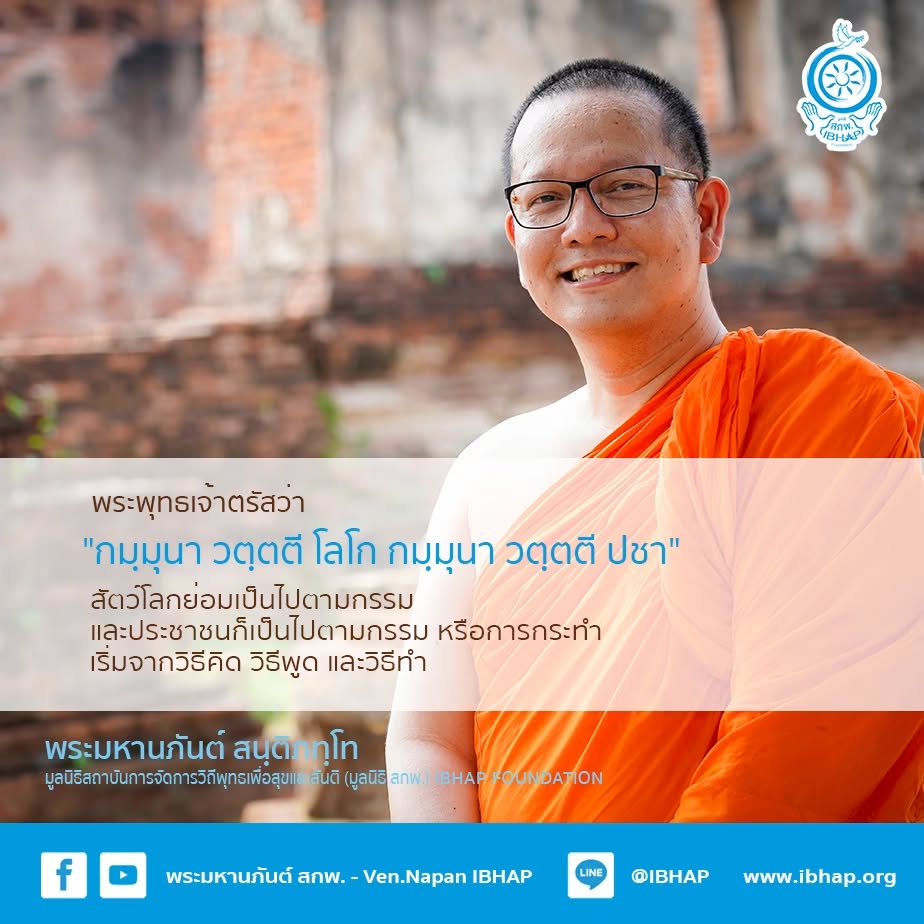 สกพ.
IBHAP
Foundation
พระพุทธเจ้าตรัสว่า
"กมฺมุนา วตฺตตี โลโก กมฺมุนา วตฺตตี ปชา"
สัตว์โลกย่อมเป็นไปตามกรรม
และประชาชนก็เป็นไปตามกรรม หรือการกระทำ
เริ่มจากวิธีคิด วิธีพูด และวิธีทำ
พระมหานภันต์ สนฺติภทฺโท
มูลนิธิสถาบันการจัดการวิถีพุทธเพื่อสุขและสันติ (มูลนิธิ สกพ.) IBHAP FOUNDATION
พระมหานภันต์ สกพ. - Ven.Napan IBHAP
LINE
@IBHAP
www.ibhap.org